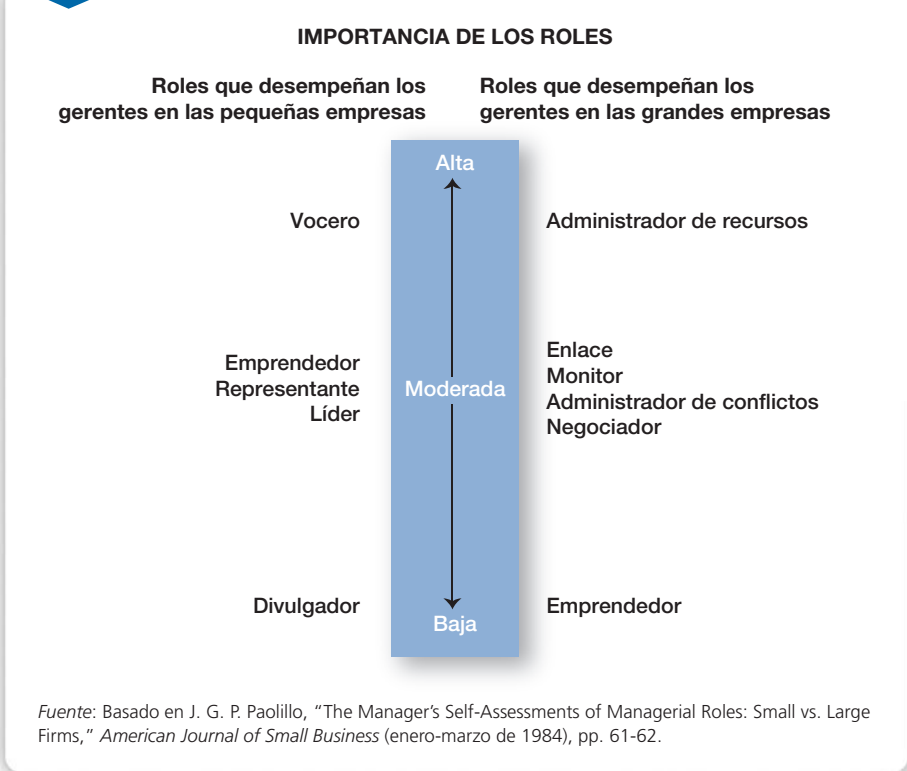 IMPORTANCIA DE LOS ROLES
Roles que desempeñan los
gerentes en las pequeñas empresas
Roles que desempeñan los
gerentes en las grandes empresas
Alta
Vocero
Administrador de recursos
Emprendedor
Representante
Líder
Moderada
Enlace
Monitor
Administrador de conflictos
Negociador
Divulgador
Emprendedor
Baja
Fuente: Basado en J. G. P. Paolillo, “The Manager’s Self-Assessments of Managerial Roles: Small vs. Large
Firms,” American Journal of Small Business (enero-marzo de 1984), pp. 61-62.